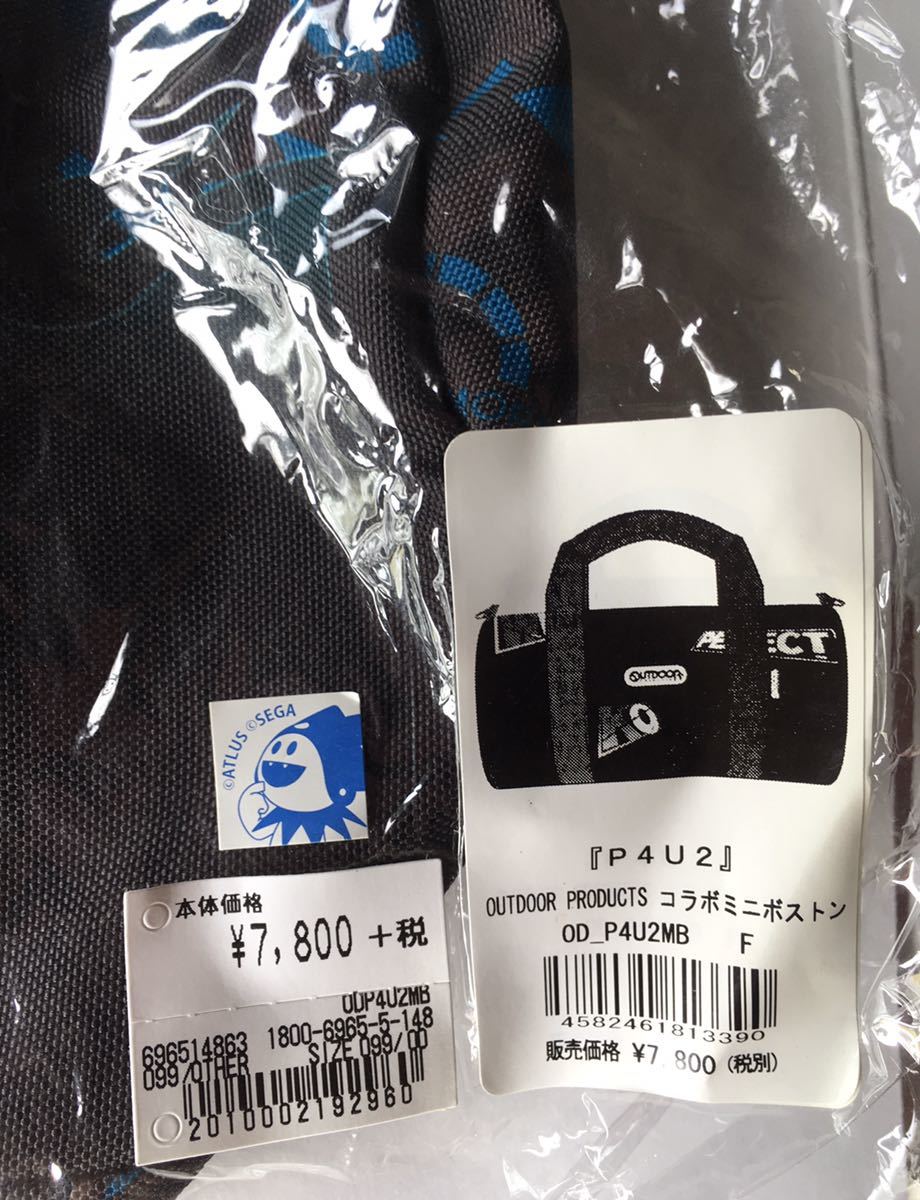 ©ATLUS ©SEGA
本体価格
¥7,800 +税
ODP4U2MB
696514863 1800-6965-5-148
099/OTHER SIZE 099/00
2010002192960
OUTDOOR
KO
『P4U2』
OUTDOOR PRODUCTS コラボミニボストン
OD_P4U2MB F
4582461813390
販売価格 ¥7,800 (税別)